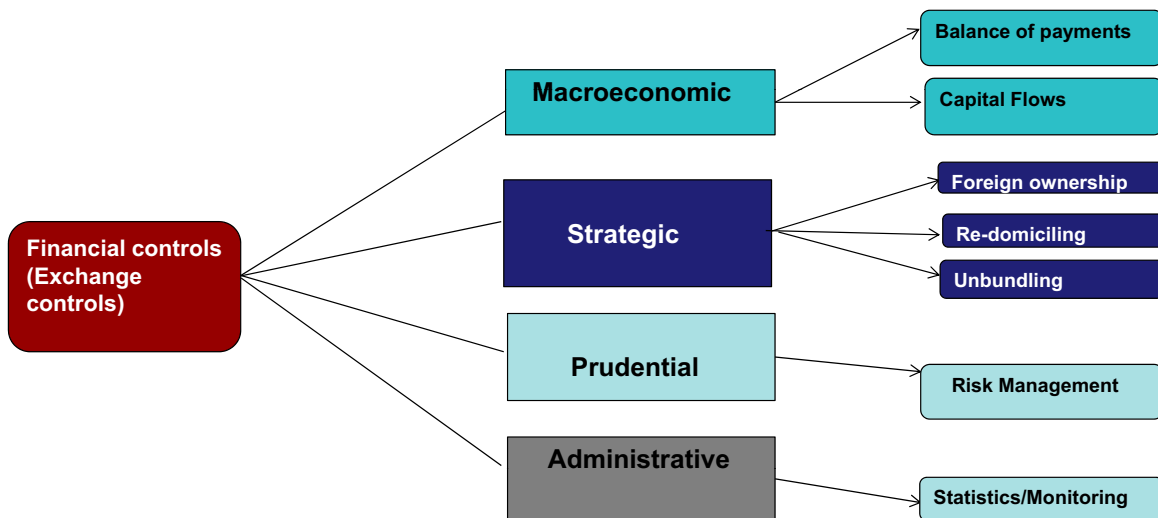 Financial controls
(Exchange
controls)
Macroeconomic
Balance of payments
Capital Flows
Strategic
Foreign ownership
Re-domiciling
Unbundling
Prudential
Risk Management
Administrative
Statistics/Monitoring